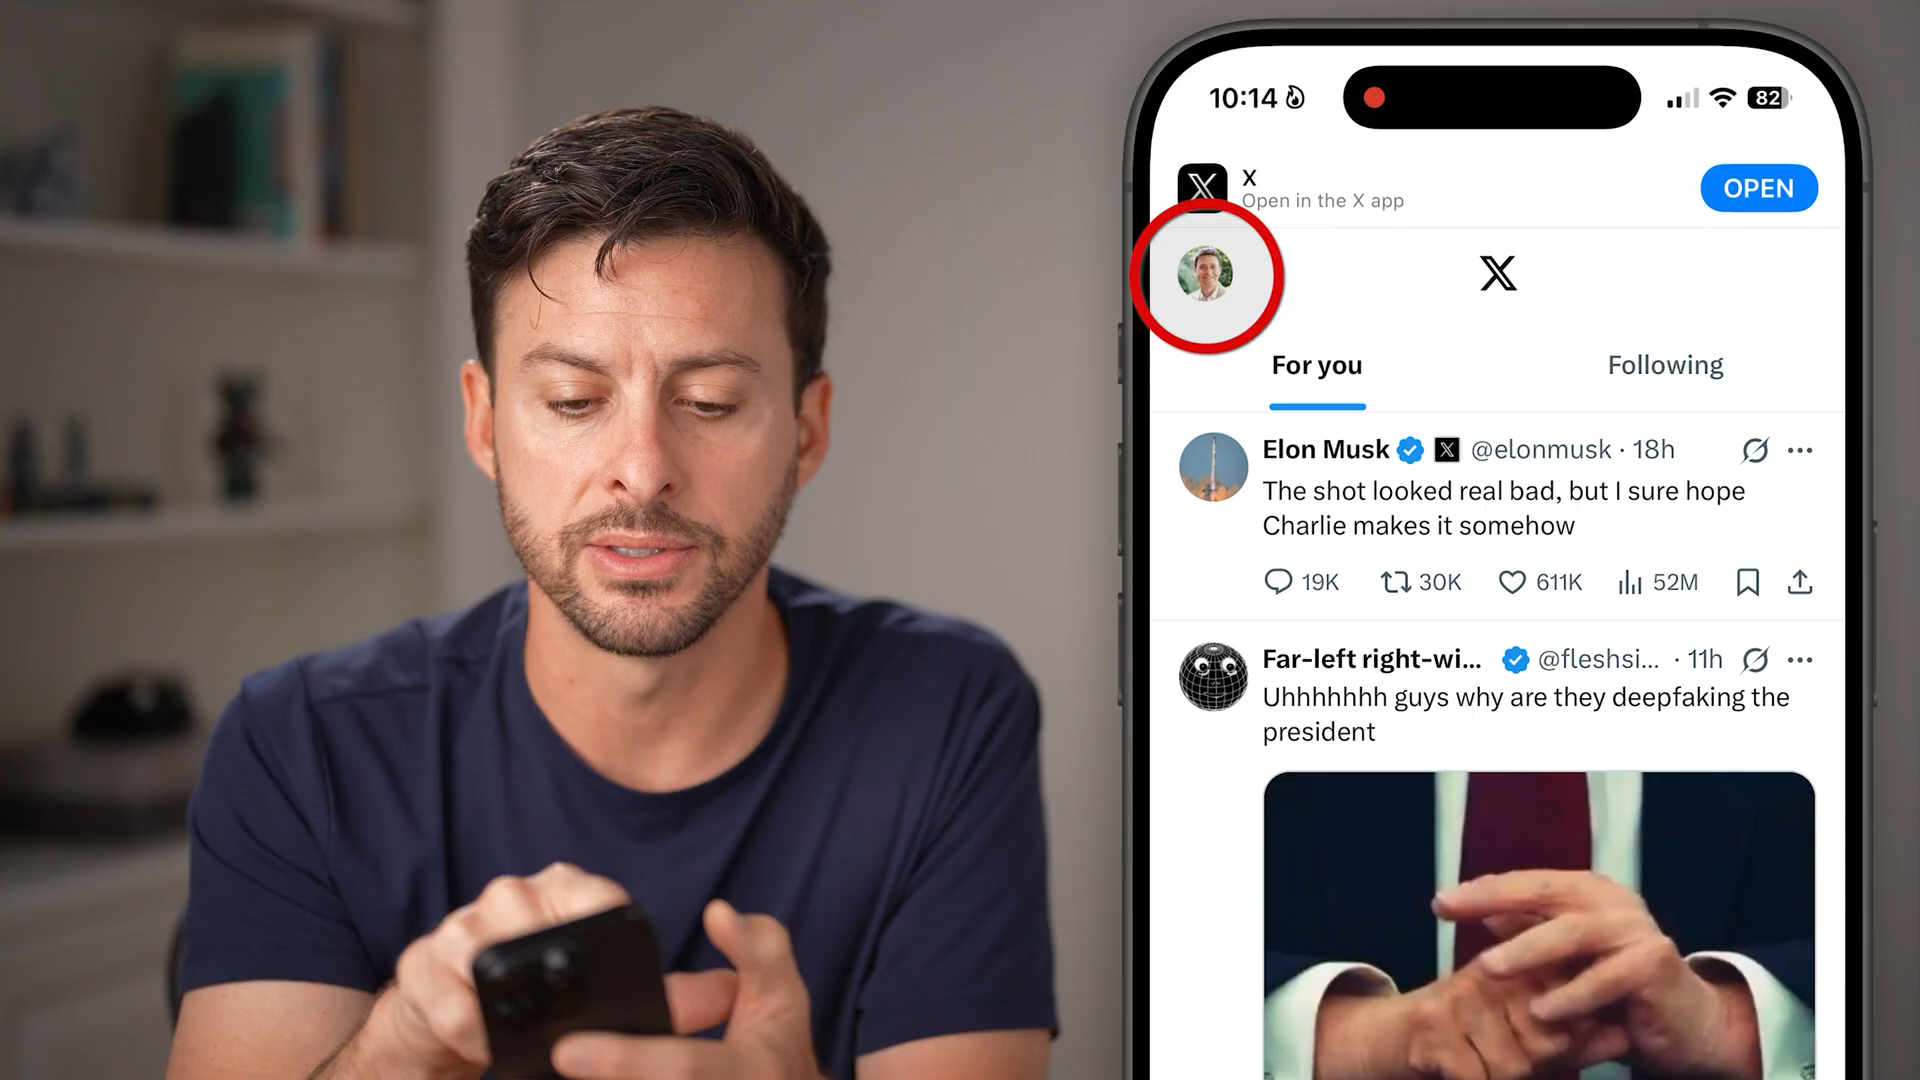 10:14
82
X
Open in the X app
OPEN
For you
Following
Elon Musk @elonmusk · 18h
The shot looked real bad, but I sure hope
Charlie makes it somehow
19K 30K 611K 52M
Far-left right-wi... @fleshsi... · 11h
Uhhhhhhh guys why are they deepfaking the
president